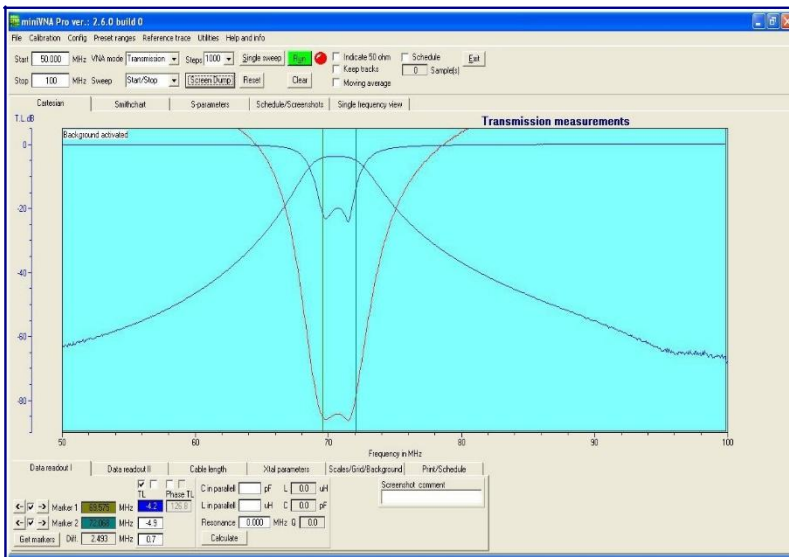 miniVNA Pro ver.: 2.6.0 build 0
File Calibration Config Preset ranges Reference trace Utilities Help and info
Start 50.000 MHz VNA mode Transmission Steps 1000 Single sweep Run Indicate 50 ohm Schedule Exit
Keep tracks 0 Sample(s)
Stop 100 MHz Sweep Start/Stop Screen Dump Reset Clear Moving average
Cartesian Smithchart S-parameters Schedule/Screenshots Single frequency view
T.L.dB Transmission measurements
Background activated
0
-20
-40
-60
-80
50 60 70 80 90 100
Frequency in MHz
Data readout I Data readout II Cable length Xtal parameters Scales/Grid/Background Print/Schedule
TL Phase TL C in parallell pF L 0.0 uH Screenshot comment
<- -> Marker 1 69.575 MHz -4.2 126.8 L in parallell uH C 0.0 pF
<- -> Marker 2 72.068 MHz -4.9 Resonance 0.000 MHz Q 0.0
Get markers Diff. 2.493 MHz 0.7 Calculate